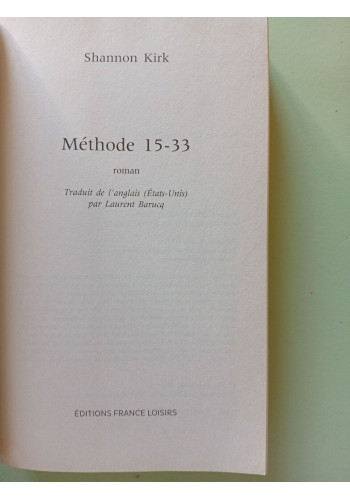 Shannon Kirk
Méthode 15-33
roman
Traduit de l'anglais (États-Unis)
par Laurent Barucq
ÉDITIONS FRANCE LOISIRS